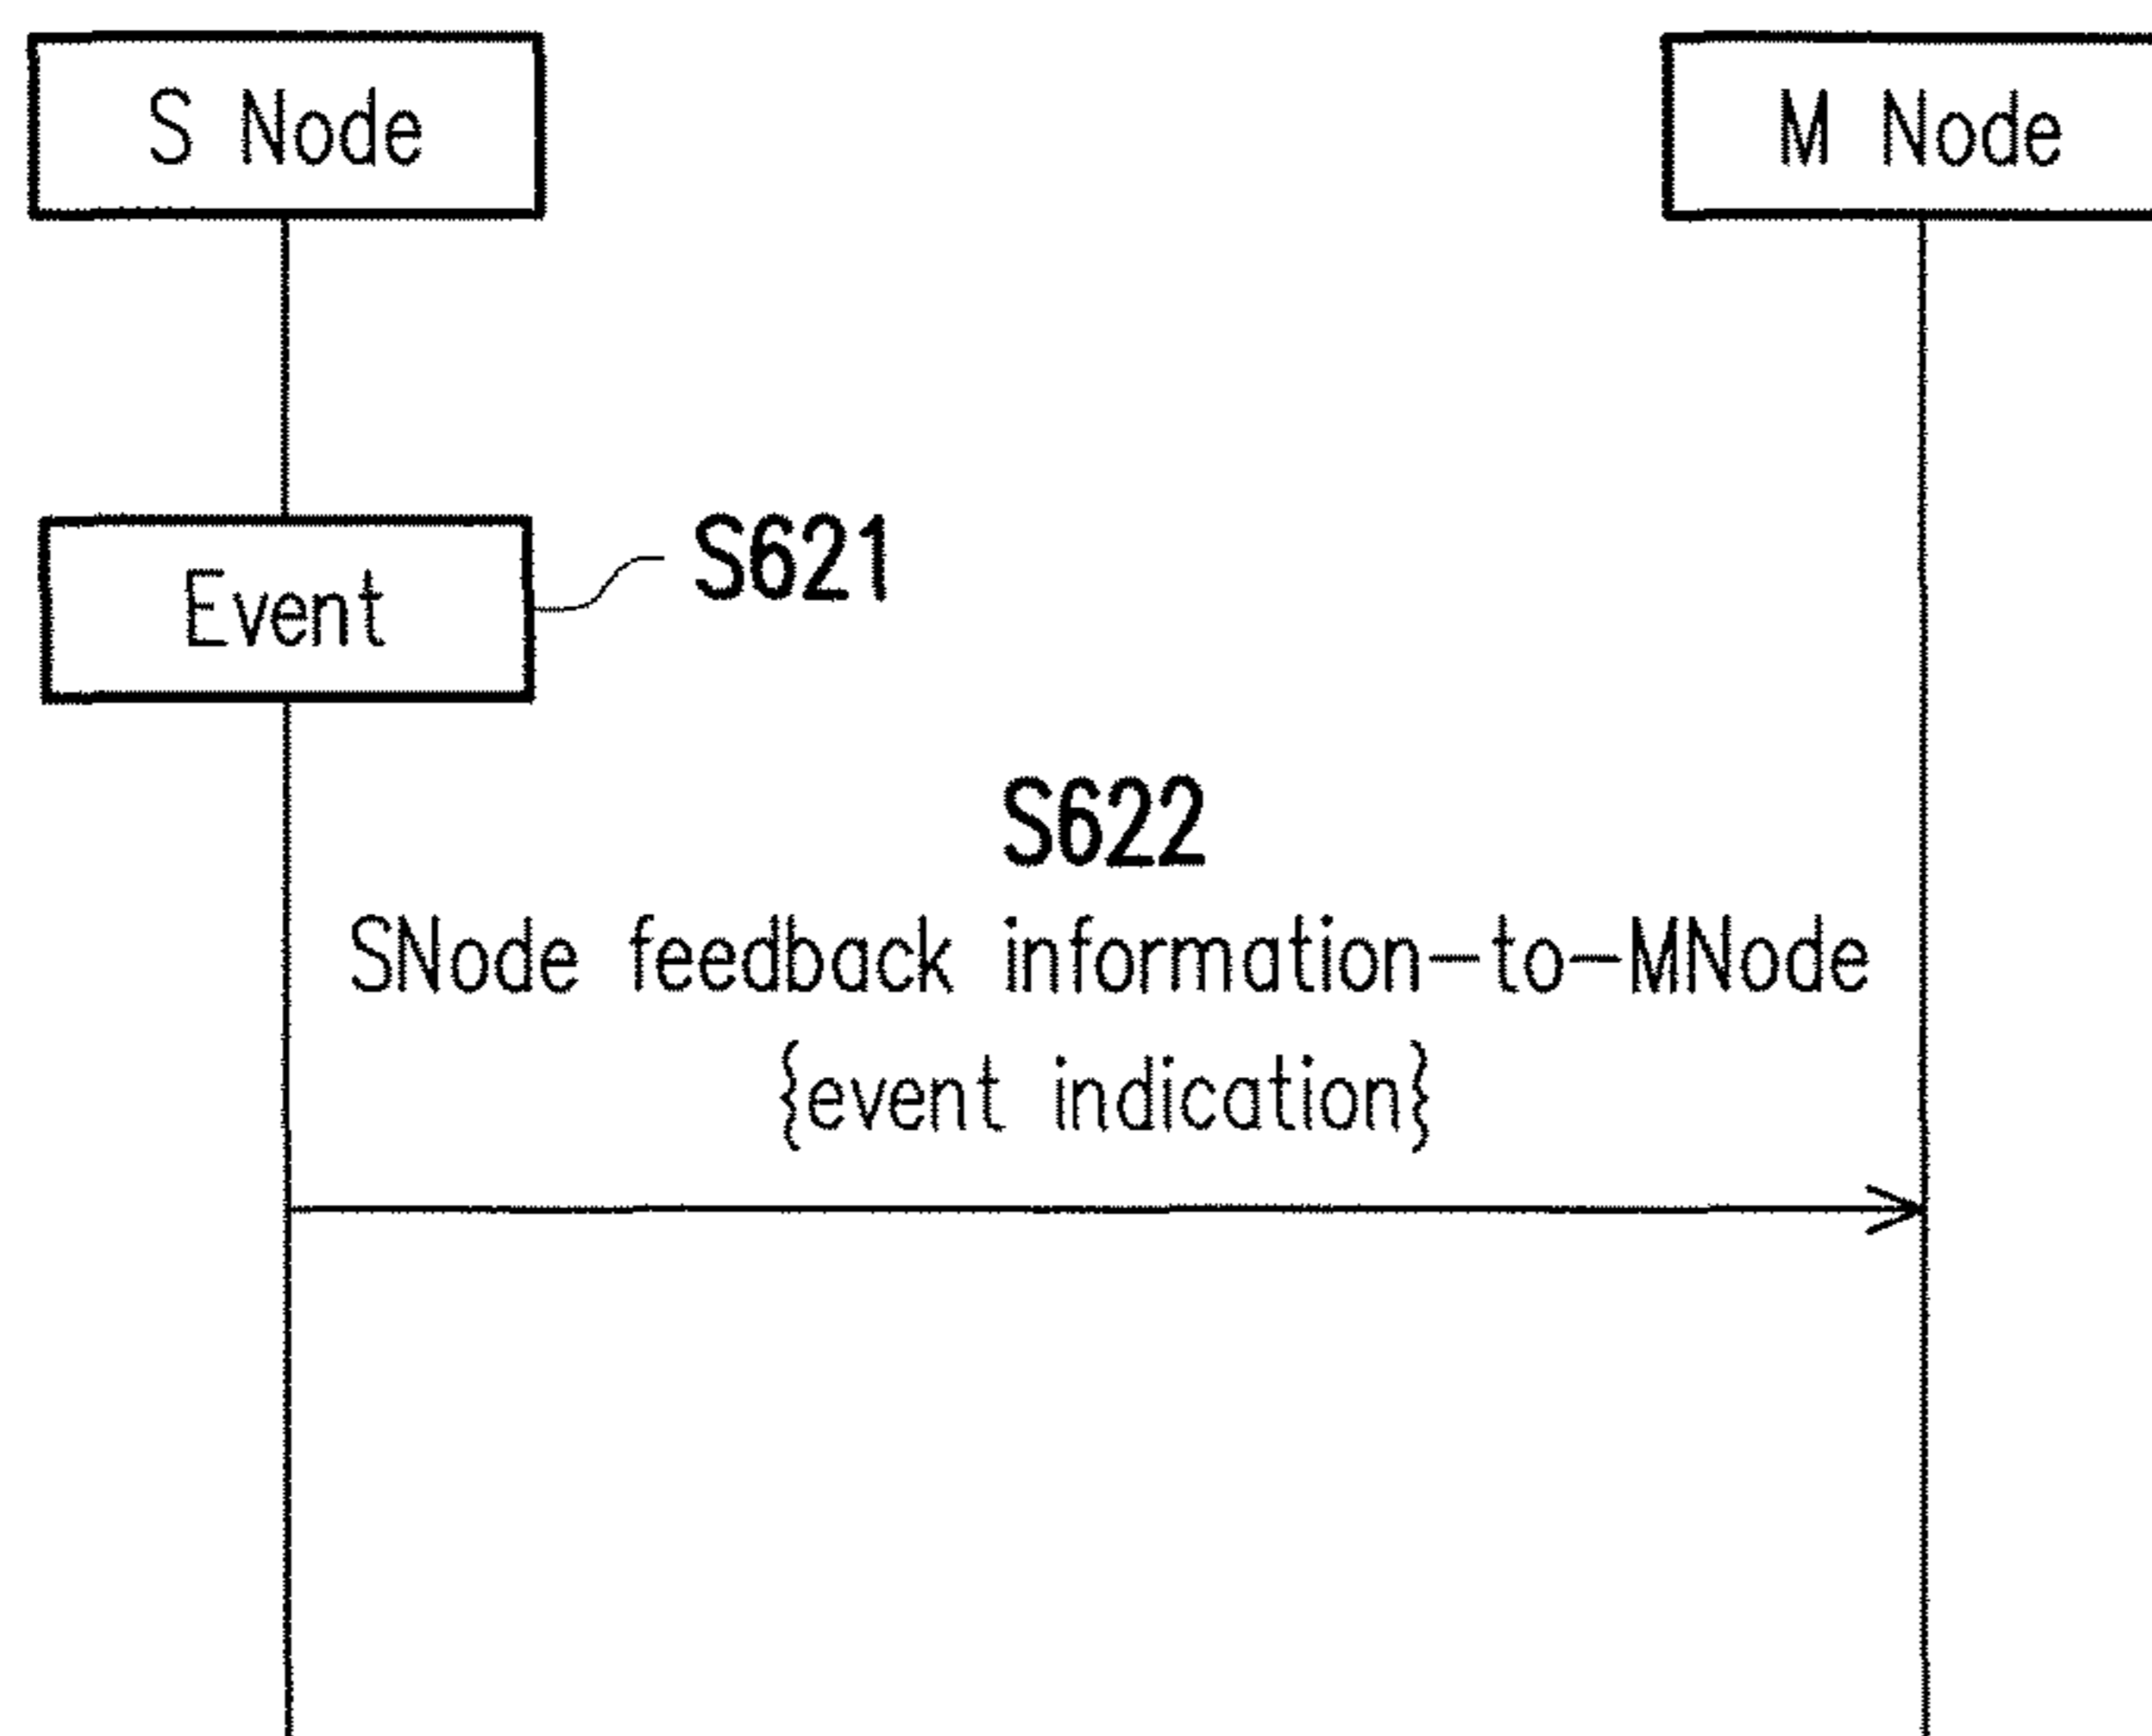 S Node
M Node
Event
S621
S622
SNode feedback information-to-MNode
{event indication}